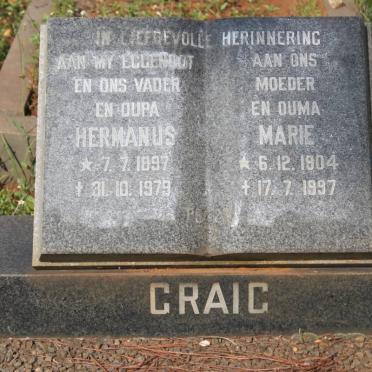 IN LIEFDEVOLLE HERINNERING
AAN MY EGGENOOT
EN ONS VADER
EN OUPA
HERMANUS
* 7.7.1897
† 31.10.1979
AAN ONS
MOEDER
EN OUMA
MARIE
* 6.12.1904
† 17.7.1997
CRAIC